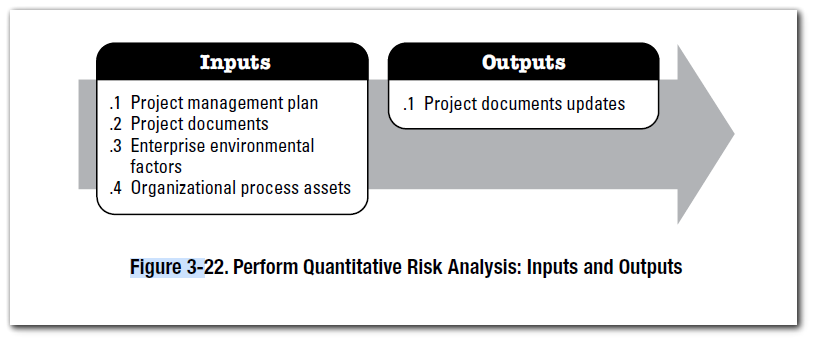 Inputs
.1 Project management plan
.2 Project documents
.3 Enterprise environmental
factors
.4 Organizational process assets
Outputs
.1 Project documents updates
Figure 3-22. Perform Quantitative Risk Analysis: Inputs and Outputs